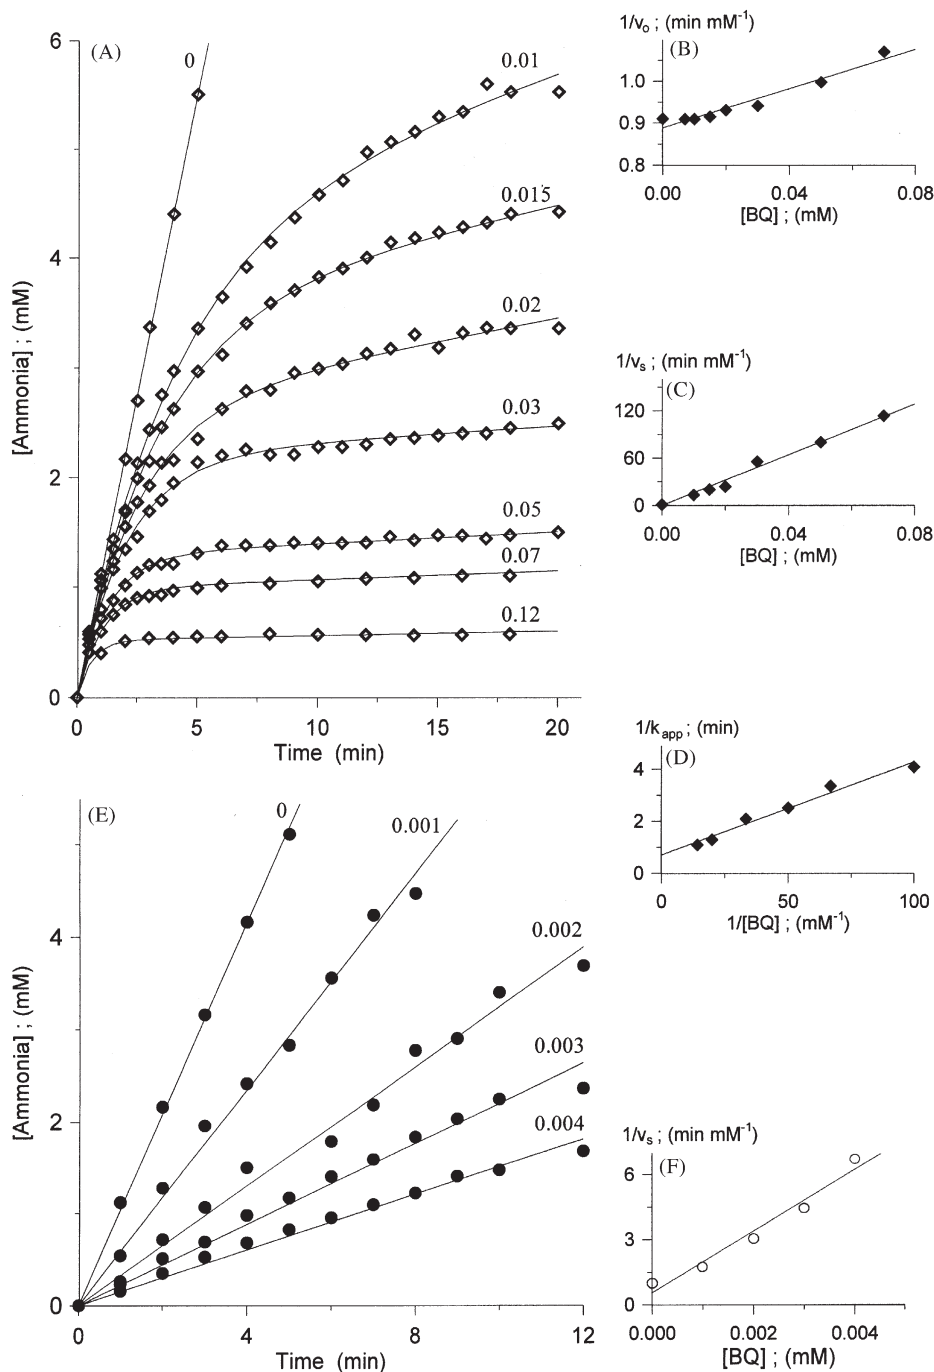 (A)
6
4
2
0
[Ammonia] ; (mM)
0
0.01
0.015
0.02
0.03
0.05
0.07
0.12
0 5 10 15 20
Time (min)
1/vo ; (min mM-1)
(B)
1.0
0.9
0.8
0.00 0.04 0.08
[BQ] ; (mM)
1/vs ; (min mM-1)
(C)
120
60
0
0.00 0.04 0.08
[BQ] ; (mM)
1/kapp ; (min)
(D)
4
2
0
0 50 100
1/[BQ] ; (mM-1)
(E)
4
2
0
[Ammonia] ; (mM)
0
0.001
0.002
0.003
0.004
0 4 8 12
Time (min)
1/vs ; (min mM-1)
(F)
6
3
0
0.000 0.002 0.004
[BQ] ; (mM)